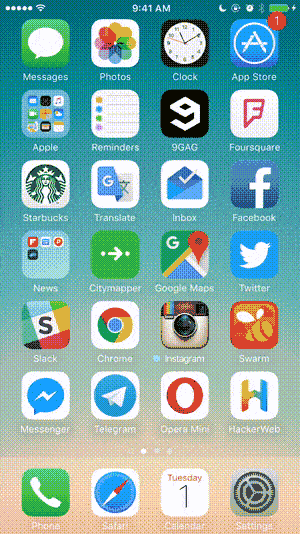 9:41 AM
1
Messages Photos Clock App Store
Apple Reminders 9GAG Foursquare
Starbucks Translate Inbox Facebook
News Citymapper Google Maps Twitter
Slack Chrome Instagram Swarm
Messenger Telegram Opera Mini HackerWeb
Tuesday
1
Phone Safari Calendar Settings